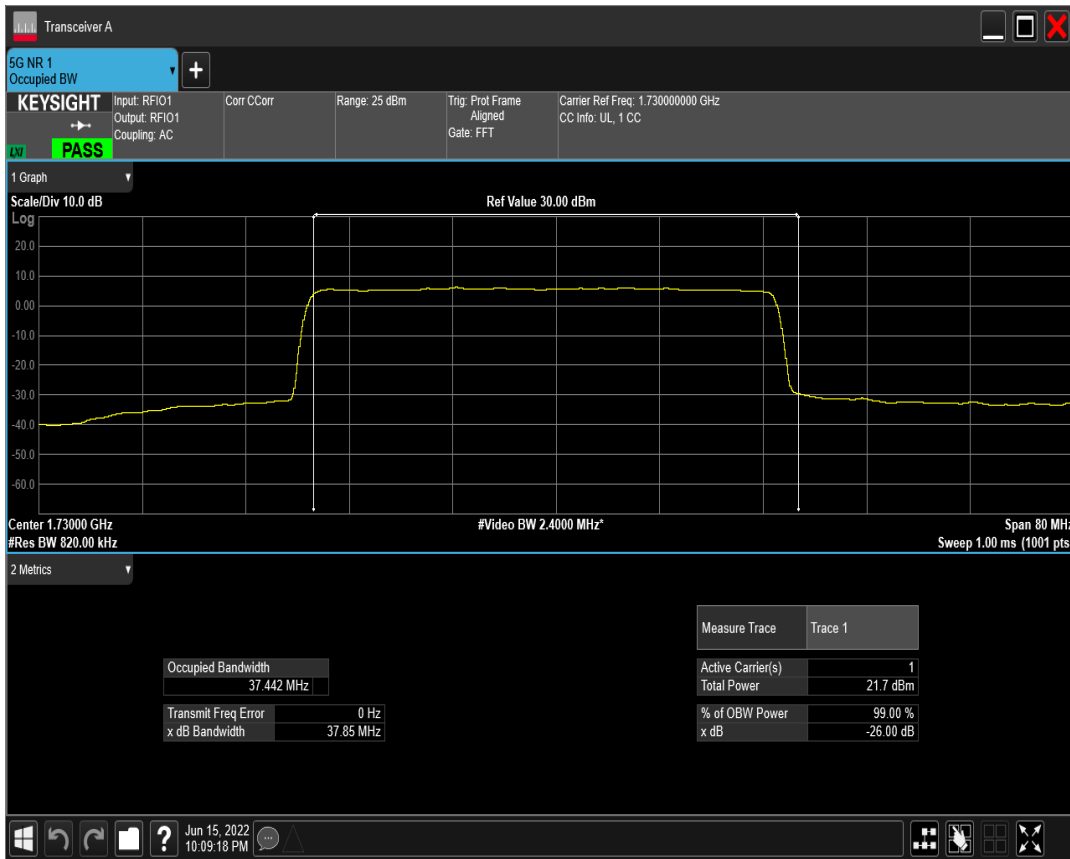 Transceiver A
5G NR 1
Occupied BW
+
KEYSIGHT
LXI
PASS
Input: RFIO1
Output: RFIO1
Coupling: AC
Corr CCorr
Range: 25 dBm
Trig: Prot Frame
Aligned
Gate: FFT
Carrier Ref Freq: 1.730000000 GHz
CC Info: UL, 1 CC
1 Graph
Scale/Div 10.0 dB
Ref Value 30.00 dBm
Log
20.0
10.0
0.00
-10.0
-20.0
-30.0
-40.0
-50.0
-60.0
Center 1.73000 GHz
#Video BW 2.4000 MHz*
Span 80 MHz
#Res BW 820.00 kHz
Sweep 1.00 ms (1001 pts
2 Metrics
Measure Trace Trace 1
Occupied Bandwidth
37.442 MHz
Active Carrier(s) 1
Total Power 21.7 dBm
Transmit Freq Error 0 Hz
x dB Bandwidth 37.85 MHz
% of OBW Power 99.00 %
x dB -26.00 dB
?
Jun 15, 2022
10:09:18 PM